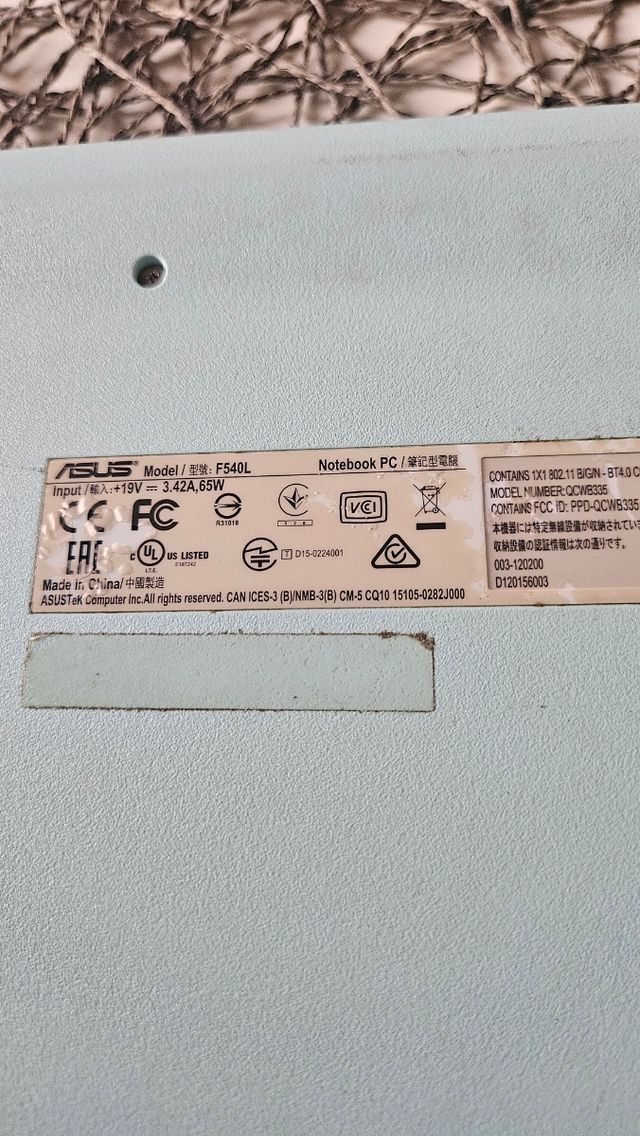 ASUS Model / 型號: F540L Notebook PC / 筆記型電腦
Input / 輸入: +19V ⎓ 3.42A,65W
CE FC R31018 VCI
EAC c UL US LISTED I.T.E. E187242 T D15-0224001
Made in China/ 中國製造
ASUSTeK Computer Inc.All rights reserved. CAN ICES-3 (B)/NMB-3(B) CM-5 CQ10 15105-0282J000
CONTAINS 1X1 802.11 B/G/N - BT4.0 C
MODEL NUMBER:QCWB335
CONTAINS FCC ID: PPD-QCWB335
本機器には特定無線設備が収納されてい
収納設備の認証情報は次の通りです。
003-120200
D120156003